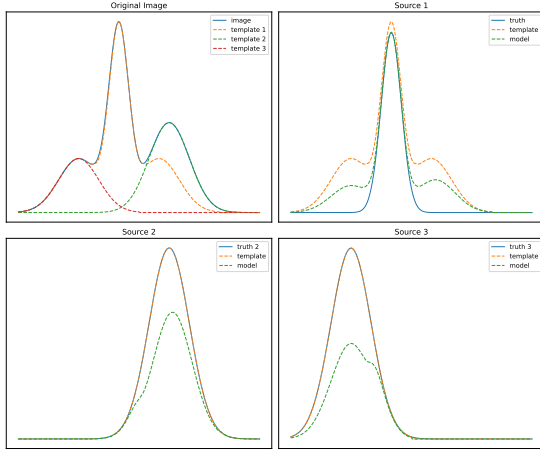 Original Image
image
template 1
template 2
template 3
Source 1
truth
template
model
Source 2
truth 2
template
model
Source 3
truth 3
template
model